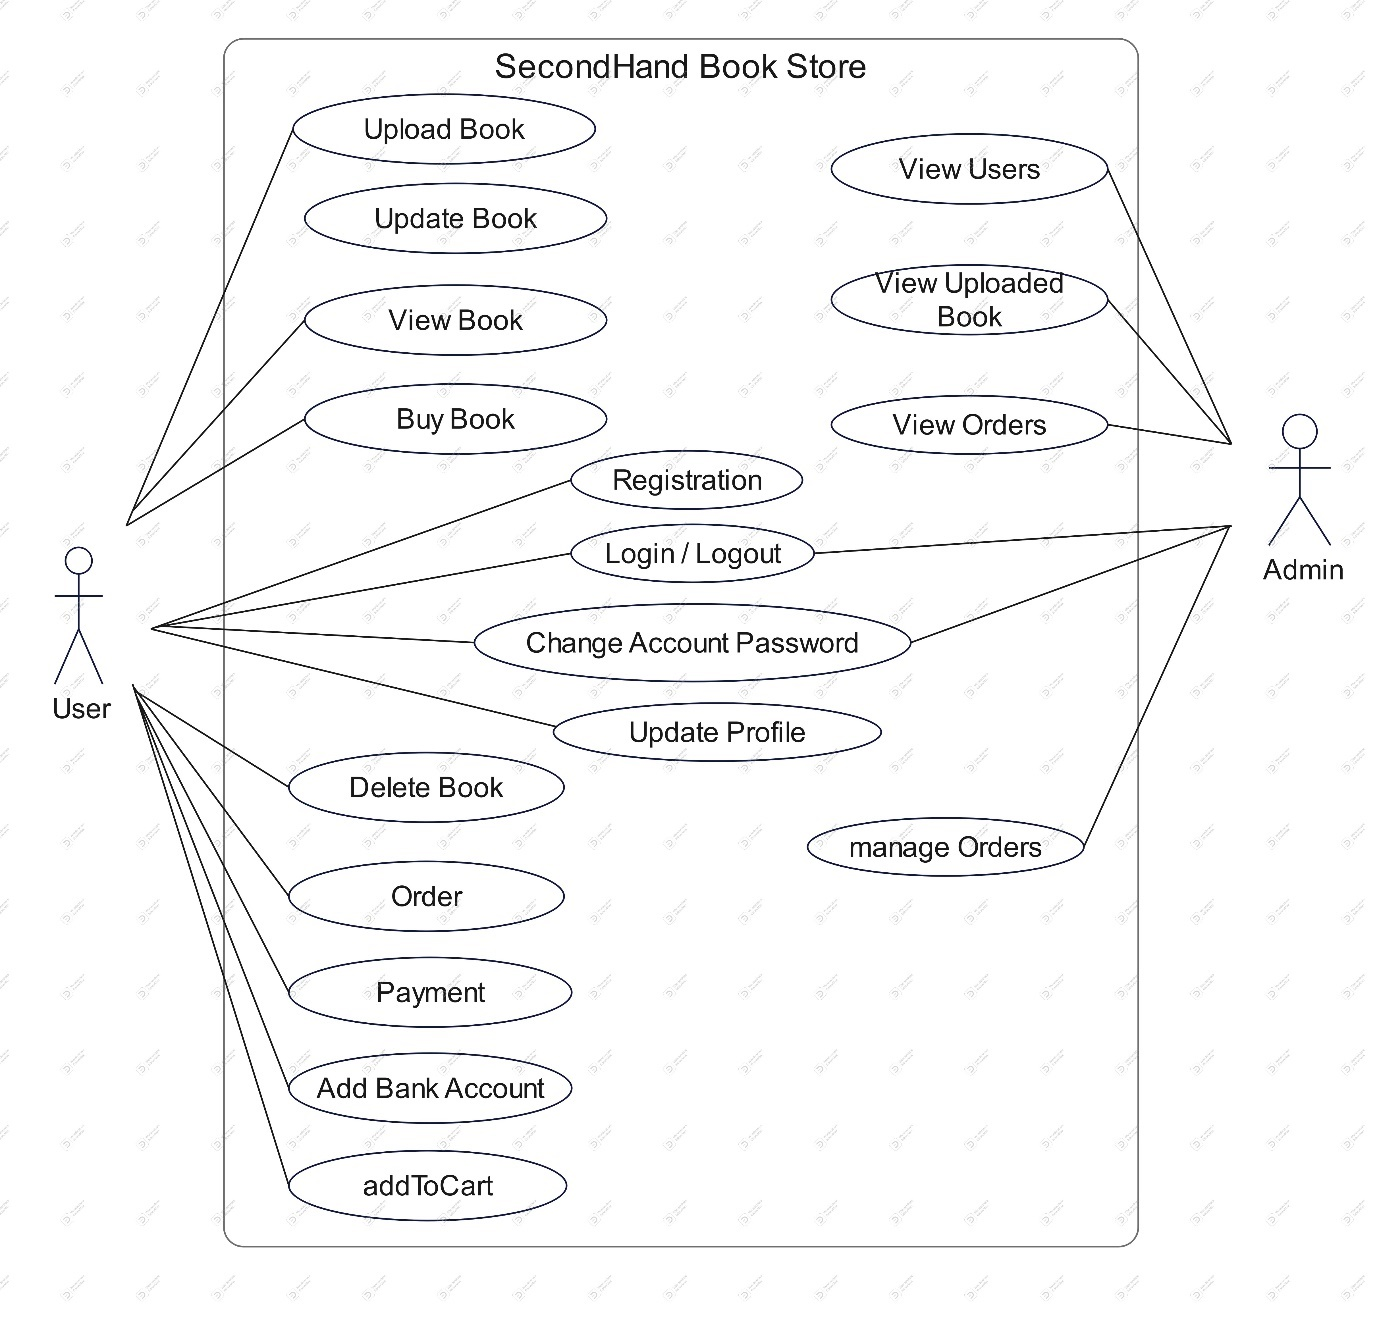 SecondHand Book Store
Upload Book
View Users
Update Book
View Uploaded
Book
View Book
Buy Book
View Orders
Registration
Login / Logout
Admin
Change Account Password
User
Update Profile
Delete Book
manage Orders
Order
Payment
Add Bank Account
addToCart